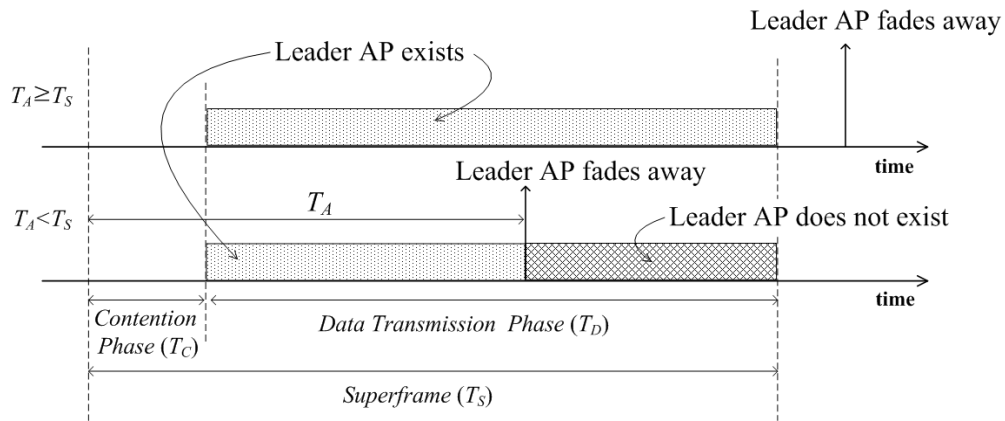 Leader AP fades away
Leader AP exists
T_A≥T_S
time
Leader AP fades away
T_A<T_S
T_A
Leader AP does not exist
time
Contention
Phase (T_C)
Data Transmission Phase (T_D)
Superframe (T_S)